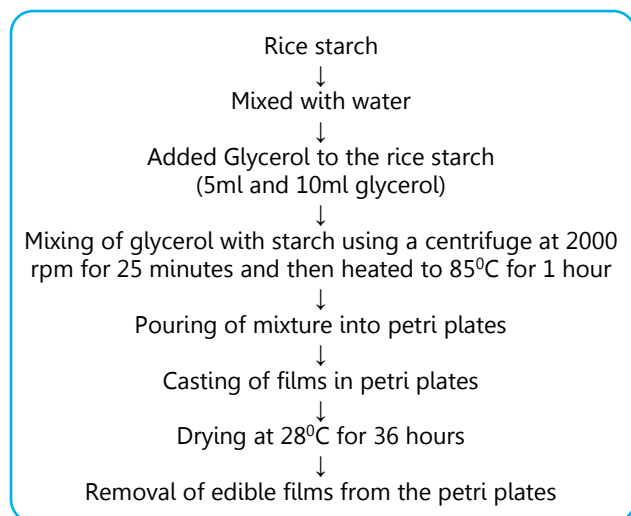 Rice starch
↓
Mixed with water
↓
Added Glycerol to the rice starch
(5ml and 10ml glycerol)
↓
Mixing of glycerol with starch using a centrifuge at 2000
rpm for 25 minutes and then heated to 85⁰C for 1 hour
↓
Pouring of mixture into petri plates
↓
Casting of films in petri plates
↓
Drying at 28⁰C for 36 hours
↓
Removal of edible films from the petri plates